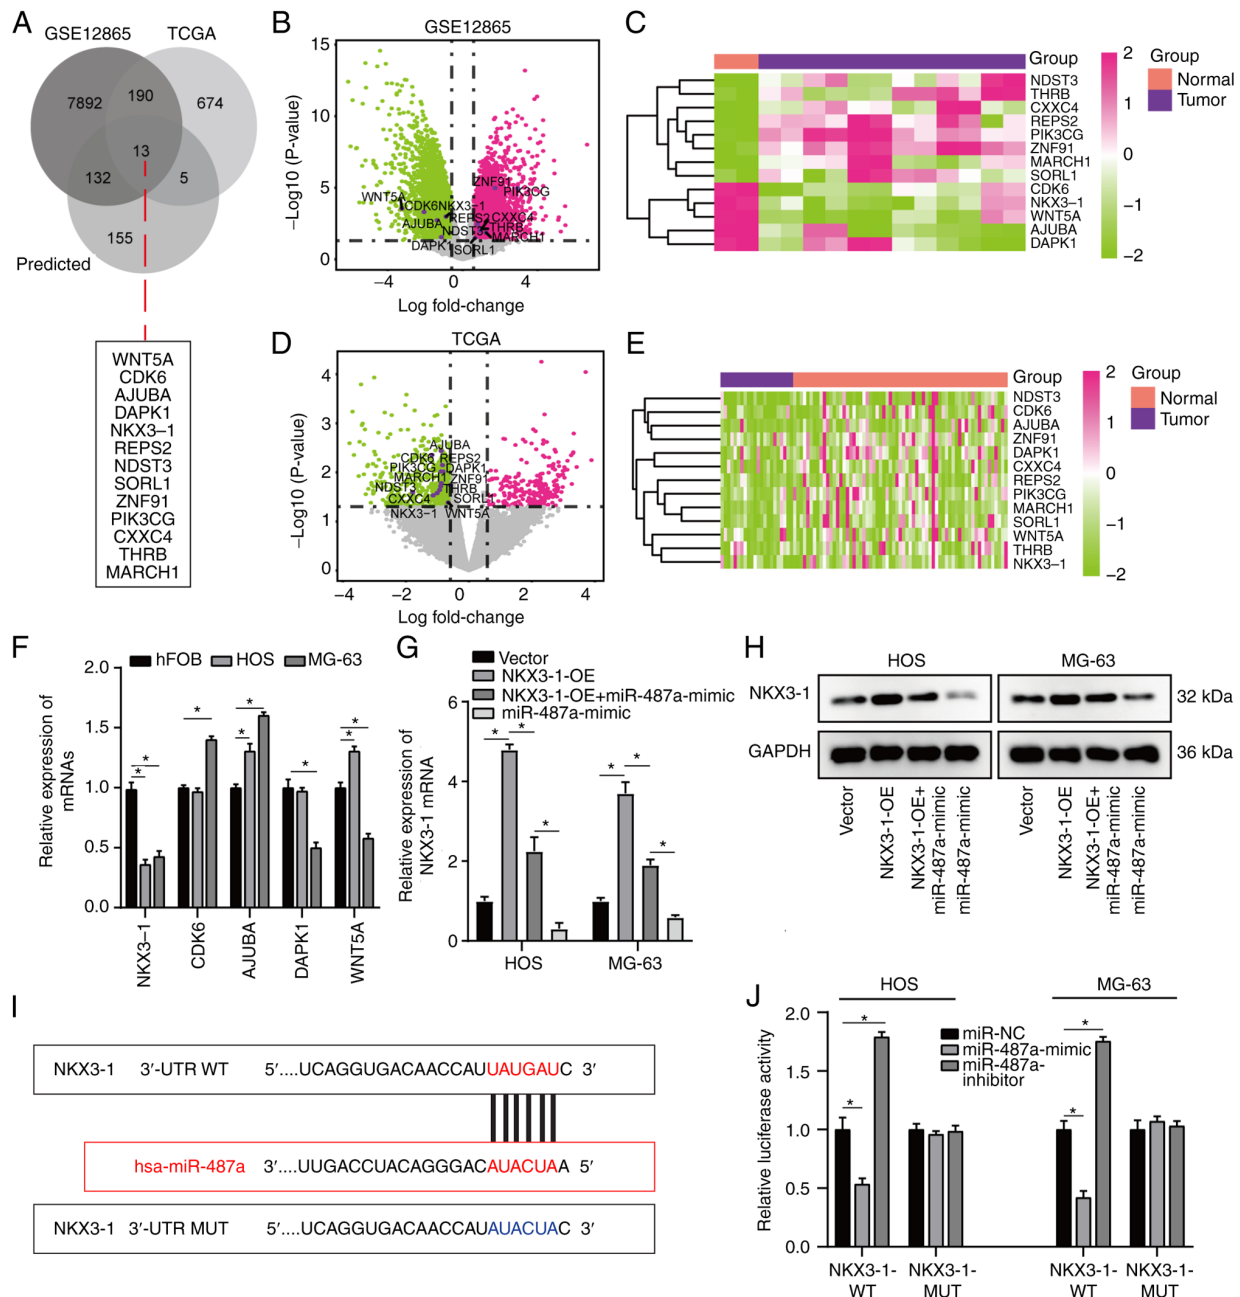 A
GSE12865
TCGA
7892
190
674
13
132
5
155
Predicted
WNT5A
CDK6
AJUBA
DAPK1
NKX3–1
REPS2
NDST3
SORL1
ZNF91
PIK3CG
CXXC4
THRB
MARCH1
B
GSE12865
–Log10 (P-value)
15
10
5
0
–4
0
4
Log fold-change
ZNF91
PIK3CG
WNT5A
CDK6
NKX3–1
REPS2
CXXC4
AJUBA
NDST3
THRB
MARCH1
DAPK1
SORL1
C
Group
NDST3
THRB
CXXC4
REPS2
PIK3CG
ZNF91
MARCH1
SORL1
CDK6
NKX3–1
WNT5A
AJUBA
DAPK1
2
1
0
–1
–2
Group
Normal
Tumor
D
TCGA
–Log10 (P-value)
4
3
2
1
0
–4
–2
0
2
4
Log fold-change
AJUBA
CDK6
REPS2
PIK3CG
DAPK1
MARCH1
ZNF91
NDST3
THRB
CXXC4
SORL1
NKX3–1
WNT5A
E
Group
NDST3
CDK6
AJUBA
ZNF91
DAPK1
CXXC4
REPS2
PIK3CG
MARCH1
SORL1
WNT5A
THRB
NKX3–1
2
1
0
–1
–2
Group
Normal
Tumor
F
hFOB HOS MG-63
Relative expression of
mRNAs
2.0
1.5
1.0
0.5
0.0
* * * * * * * *
NKX3–1
CDK6
AJUBA
DAPK1
WNT5A
G
Vector
NKX3-1-OE
NKX3-1-OE+miR-487a-mimic
miR-487a-mimic
Relative expression of
NKX3-1 mRNA
6
4
2
0
* * * * * *
HOS
MG-63
H
HOS
MG-63
NKX3-1
32 kDa
GAPDH
36 kDa
Vector
NKX3-1-OE
NKX3-1-OE+
miR-487a-mimic
miR-487a-mimic
Vector
NKX3-1-OE
NKX3-1-OE+
miR-487a-mimic
miR-487a-mimic
I
NKX3-1 3′-UTR WT 5′....UCAGGUGACAACCAUUAUGAUC 3′
hsa-miR-487a 3′....UUGACCUACAGGGACAUACUAA 5′
NKX3-1 3′-UTR MUT 5′....UCAGGUGACAACCAUAUACUAC 3′
J
HOS
MG-63
miR-NC
miR-487a-mimic
miR-487a-
inhibitor
Relative luciferase activity
2.0
1.5
1.0
0.5
0.0
* * * *
NKX3-1-
WT
NKX3-1-
MUT
NKX3-1-
WT
NKX3-1-
MUT